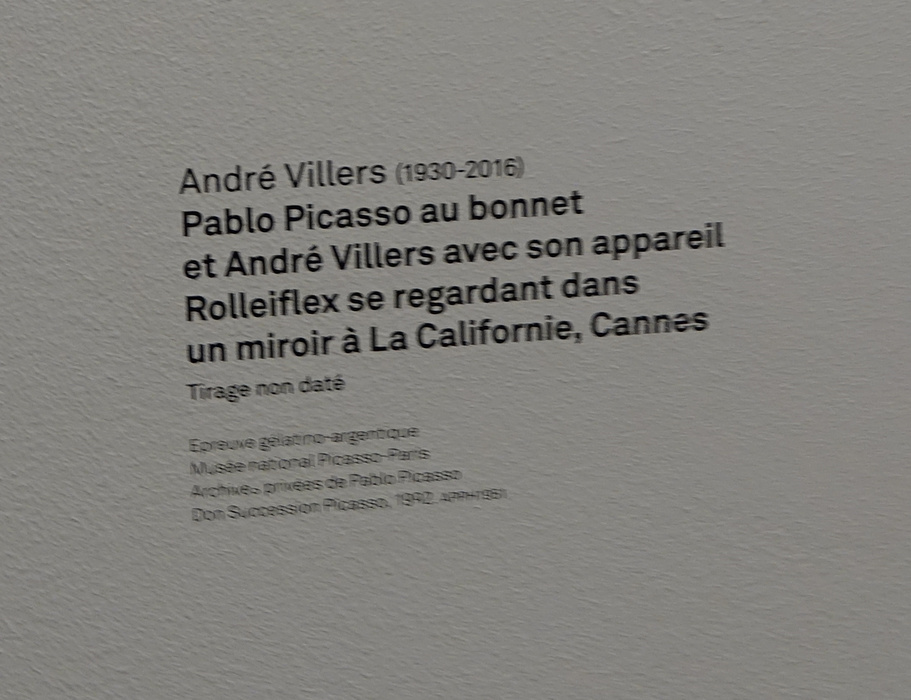 André Villers (1930-2016)
Pablo Picasso au bonnet
et André Villers avec son appareil
Rolleiflex se regardant dans
un miroir à La Californie, Cannes
Tirage non daté
Epreuve gélatino-argentique
Musée national Picasso-Paris
Archives privées de Pablo Picasso
Don Succession Picasso, 1992,